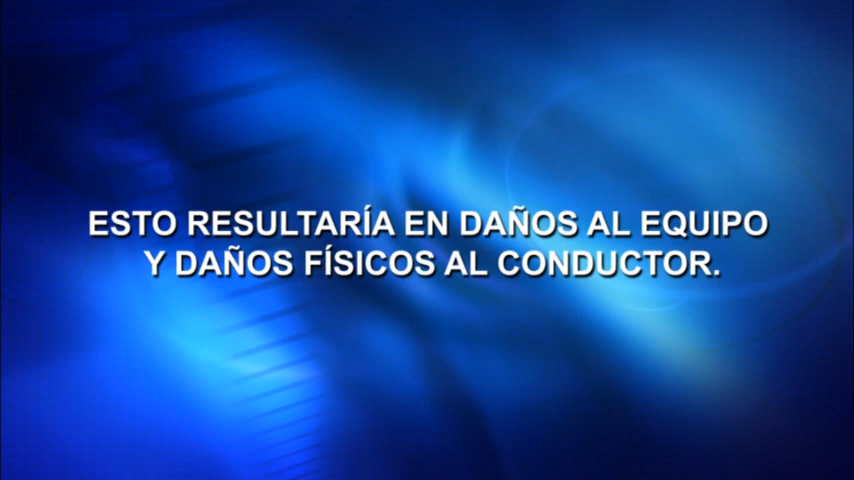 ESTO RESULTARÍA EN DAÑOS AL EQUIPO
Y DAÑOS FÍSICOS AL CONDUCTOR.